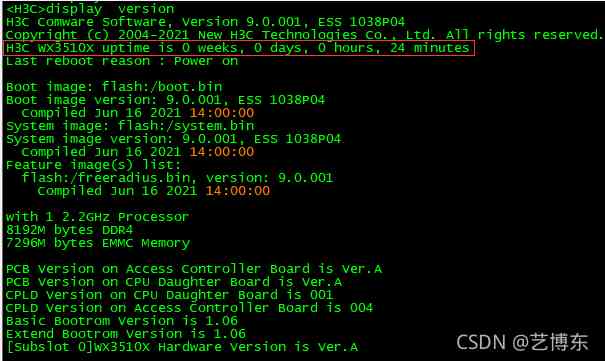 <H3C>display  version
H3C Comware Software, Version 9.0.001, ESS 1038P04
Copyright (c) 2004-2021 New H3C Technologies Co., Ltd. All rights reserved.
H3C WX3510X uptime is 0 weeks, 0 days, 0 hours, 24 minutes
Last reboot reason : Power on

Boot image: flash:/boot.bin
Boot image version: 9.0.001, ESS 1038P04
  Compiled Jun 16 2021 14:00:00
System image: flash:/system.bin
System image version: 9.0.001, ESS 1038P04
  Compiled Jun 16 2021 14:00:00
Feature image(s) list:
  flash:/freeradius.bin, version: 9.0.001
    Compiled Jun 16 2021 14:00:00

with 1 2.2GHz Processor
8192M bytes DDR4
7296M bytes EMMC Memory

PCB Version on Access Controller Board is Ver.A
PCB Version on CPU Daughter Board is Ver.A
CPLD Version on CPU Daughter Board is 001
CPLD Version on Access Controller Board is 004
Basic Bootrom Version is 1.06
Extend Bootrom Version is 1.06
[Subslot 0]WX3510X Hardware Version is Ver.A
CSDN @艺博东